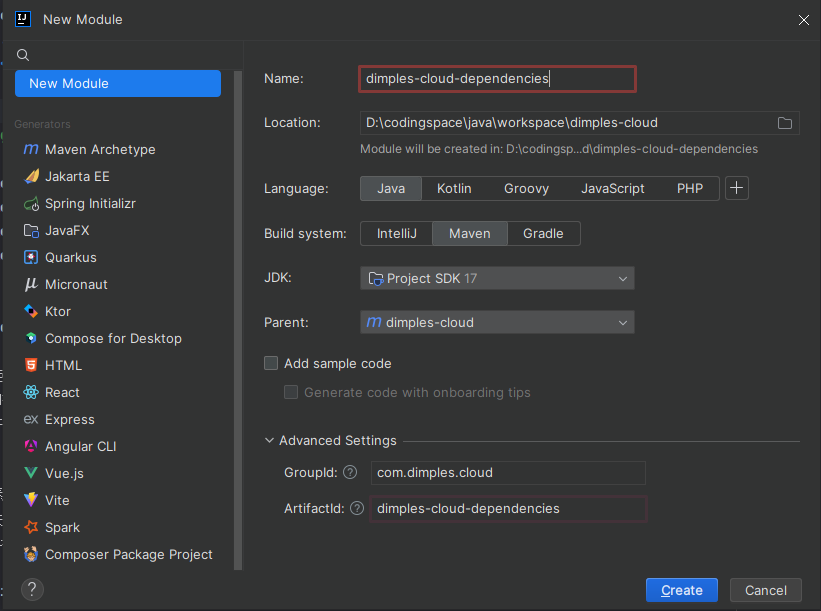 New Module
New Module
Generators
Maven Archetype
Jakarta EE
Spring Initializr
JavaFX
Quarkus
Micronaut
Ktor
Compose for Desktop
HTML
React
ex Express
Angular CLI
Vue.js
Vite
Spark
Composer Package Project
Name: dimples-cloud-dependencies
Location: D:\codingspace\java\workspace\dimples-cloud
Module will be created in: D:\codingsp...d\dimples-cloud-dependencies
Language: Java Kotlin Groovy JavaScript PHP +
Build system: IntelliJ Maven Gradle
JDK: Project SDK 17
Parent: m dimples-cloud
Add sample code
Generate code with onboarding tips
Advanced Settings
GroupId: ? com.dimples.cloud
ArtifactId: ? dimples-cloud-dependencies
? Create Cancel